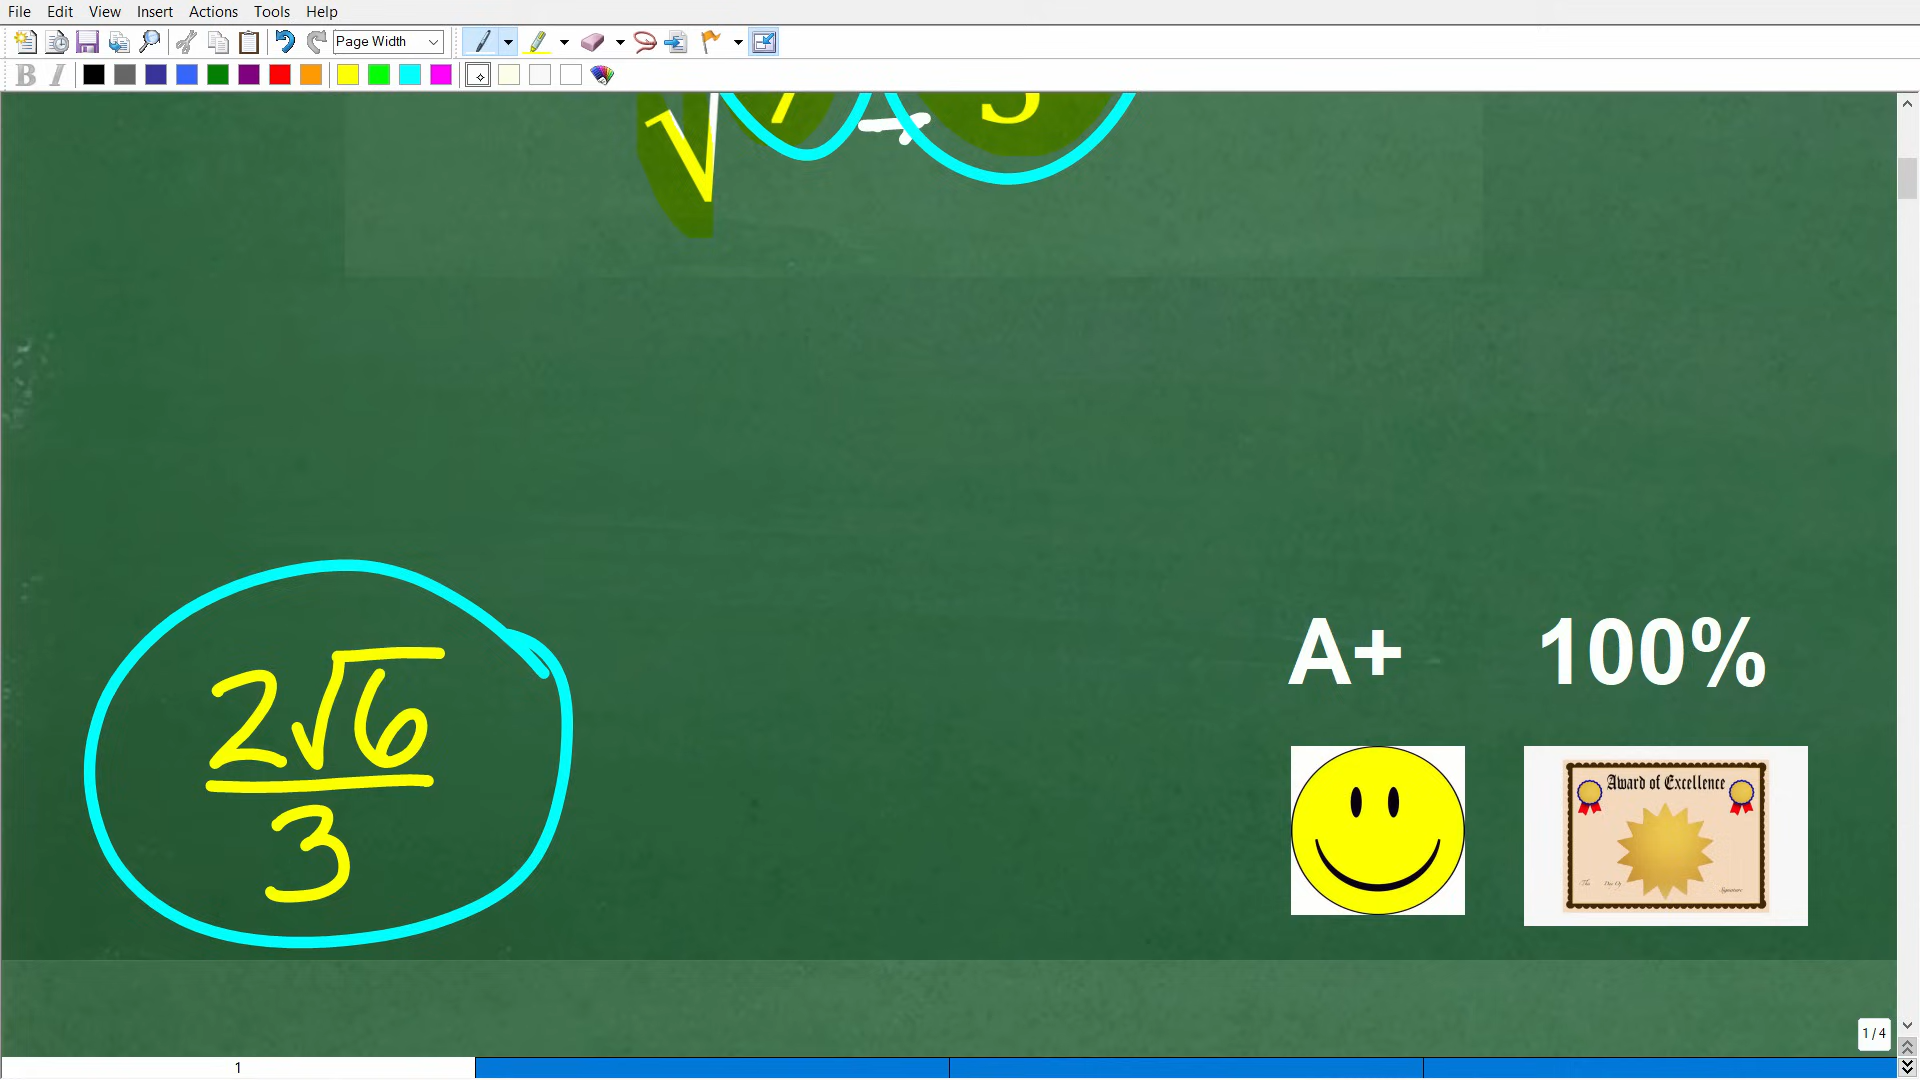 File Edit View Insert Actions Tools Help
Page Width
B I
2√6
3
A+ 100%
Award of Excellence
1 / 4
1